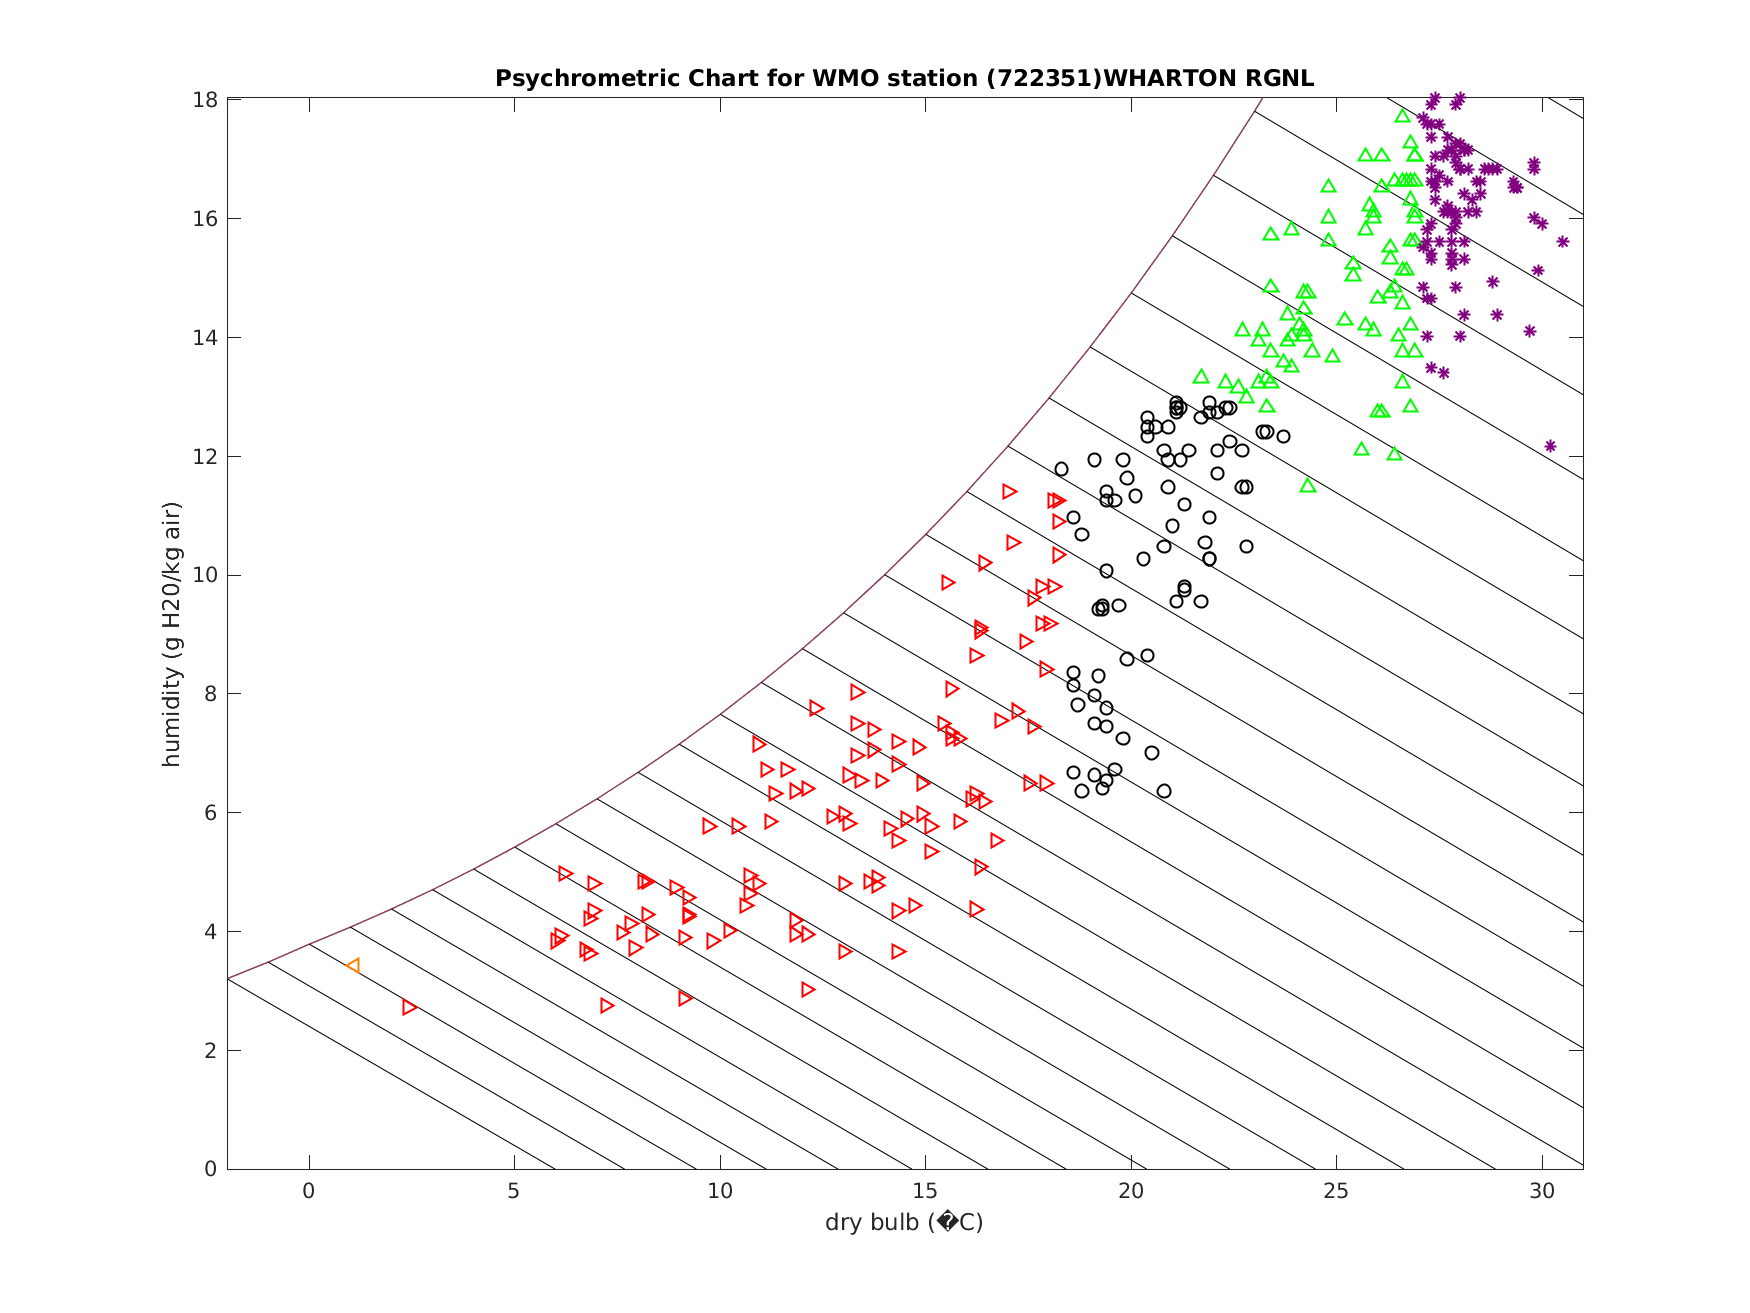 Psychrometric Chart for WMO station (722351)WHARTON RGNL
18
16
14
12
10
8
6
4
2
0
humidity (g H20/kg air)
0 5 10 15 20 25 30
dry bulb (�C)